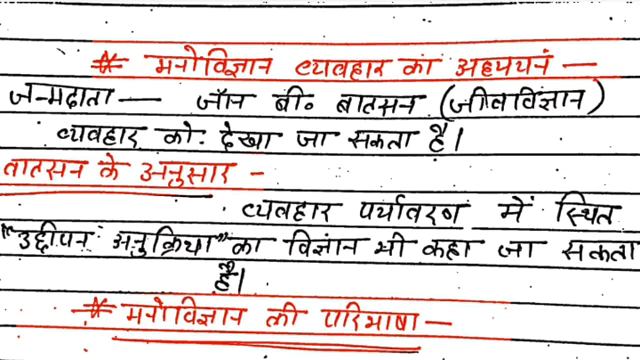 * मनोविज्ञान व्यवहार का अध्ययन —
जन्मदाता — जॉन बी० वाटसन (जीवविज्ञान)
व्यवहार को देखा जा सकता है।
वाटसन के अनुसार -
व्यवहार पर्यावरण में स्थित
"उद्दीपन अनुक्रिया" का विज्ञान भी कहा जा सकता
है।
* मनोविज्ञान की परिभाषा —